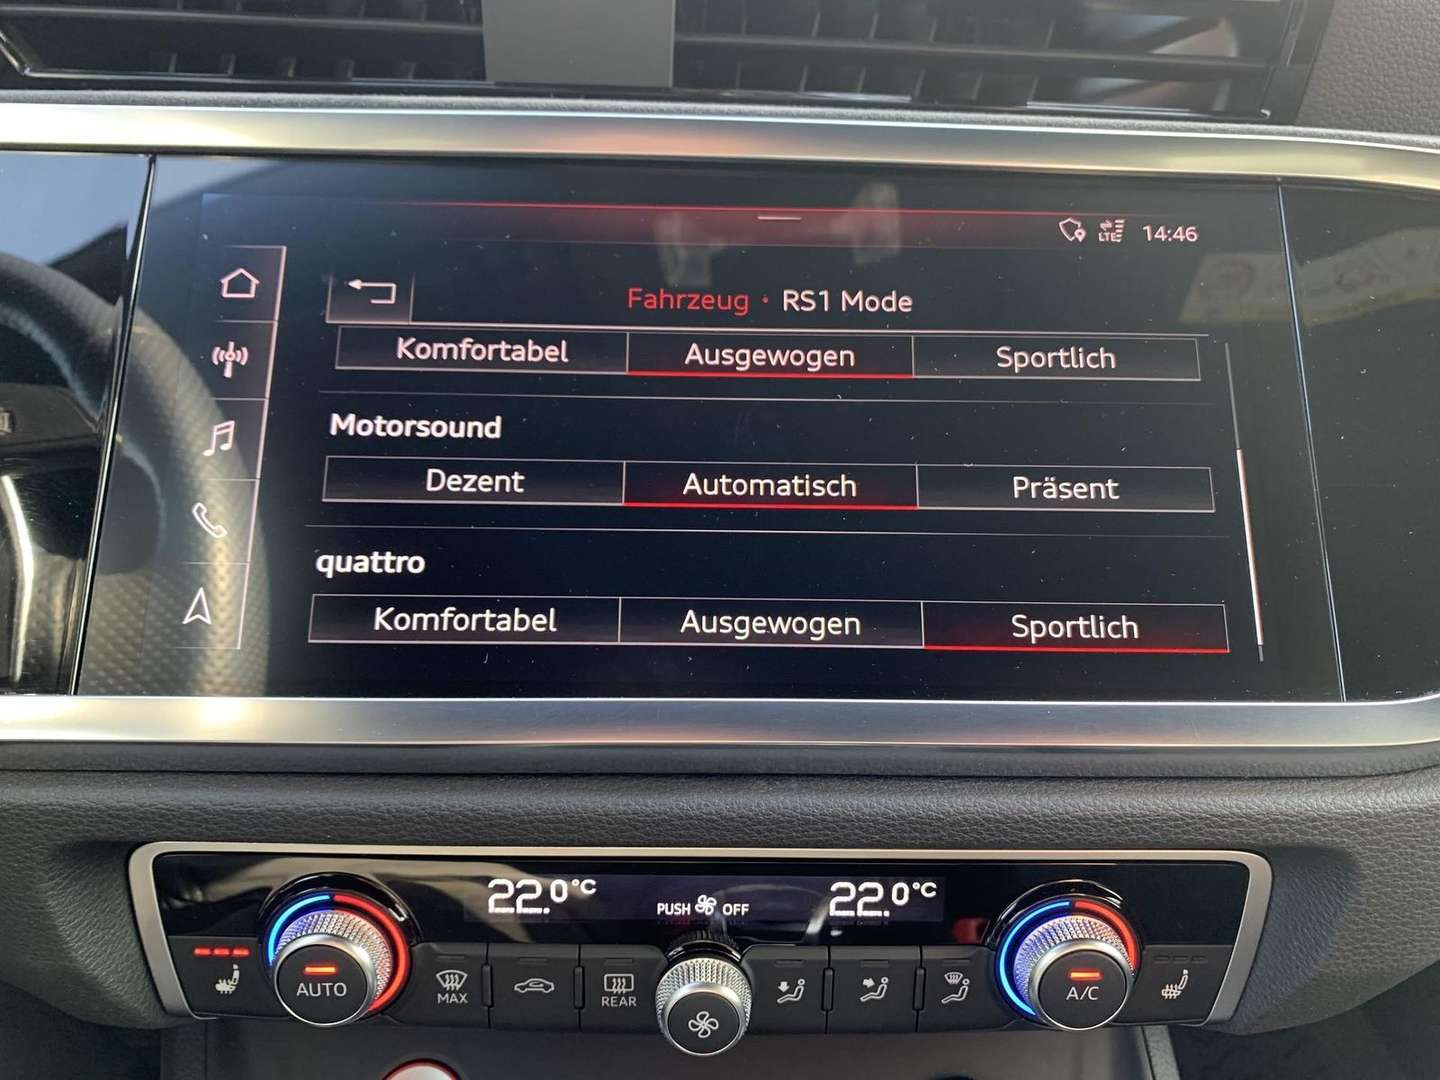 LTE 14:46
Fahrzeug · RS1 Mode
Komfortabel Ausgewogen Sportlich
Motorsound
Dezent Automatisch Präsent
quattro
Komfortabel Ausgewogen Sportlich
22.0°C PUSH OFF 22.0°C
AUTO MAX REAR A/C